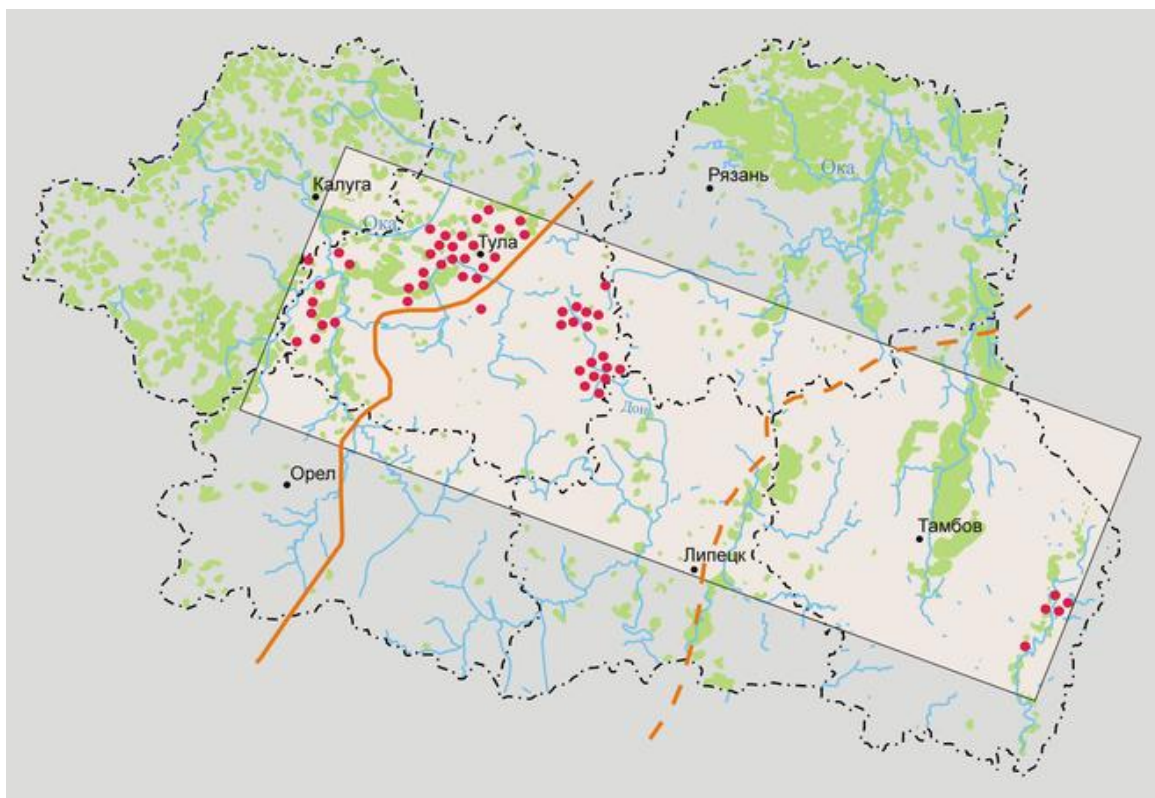 Рязань
Ока
Калуга
Ока
Тула
Дон
Орел
Тамбов
Липецк